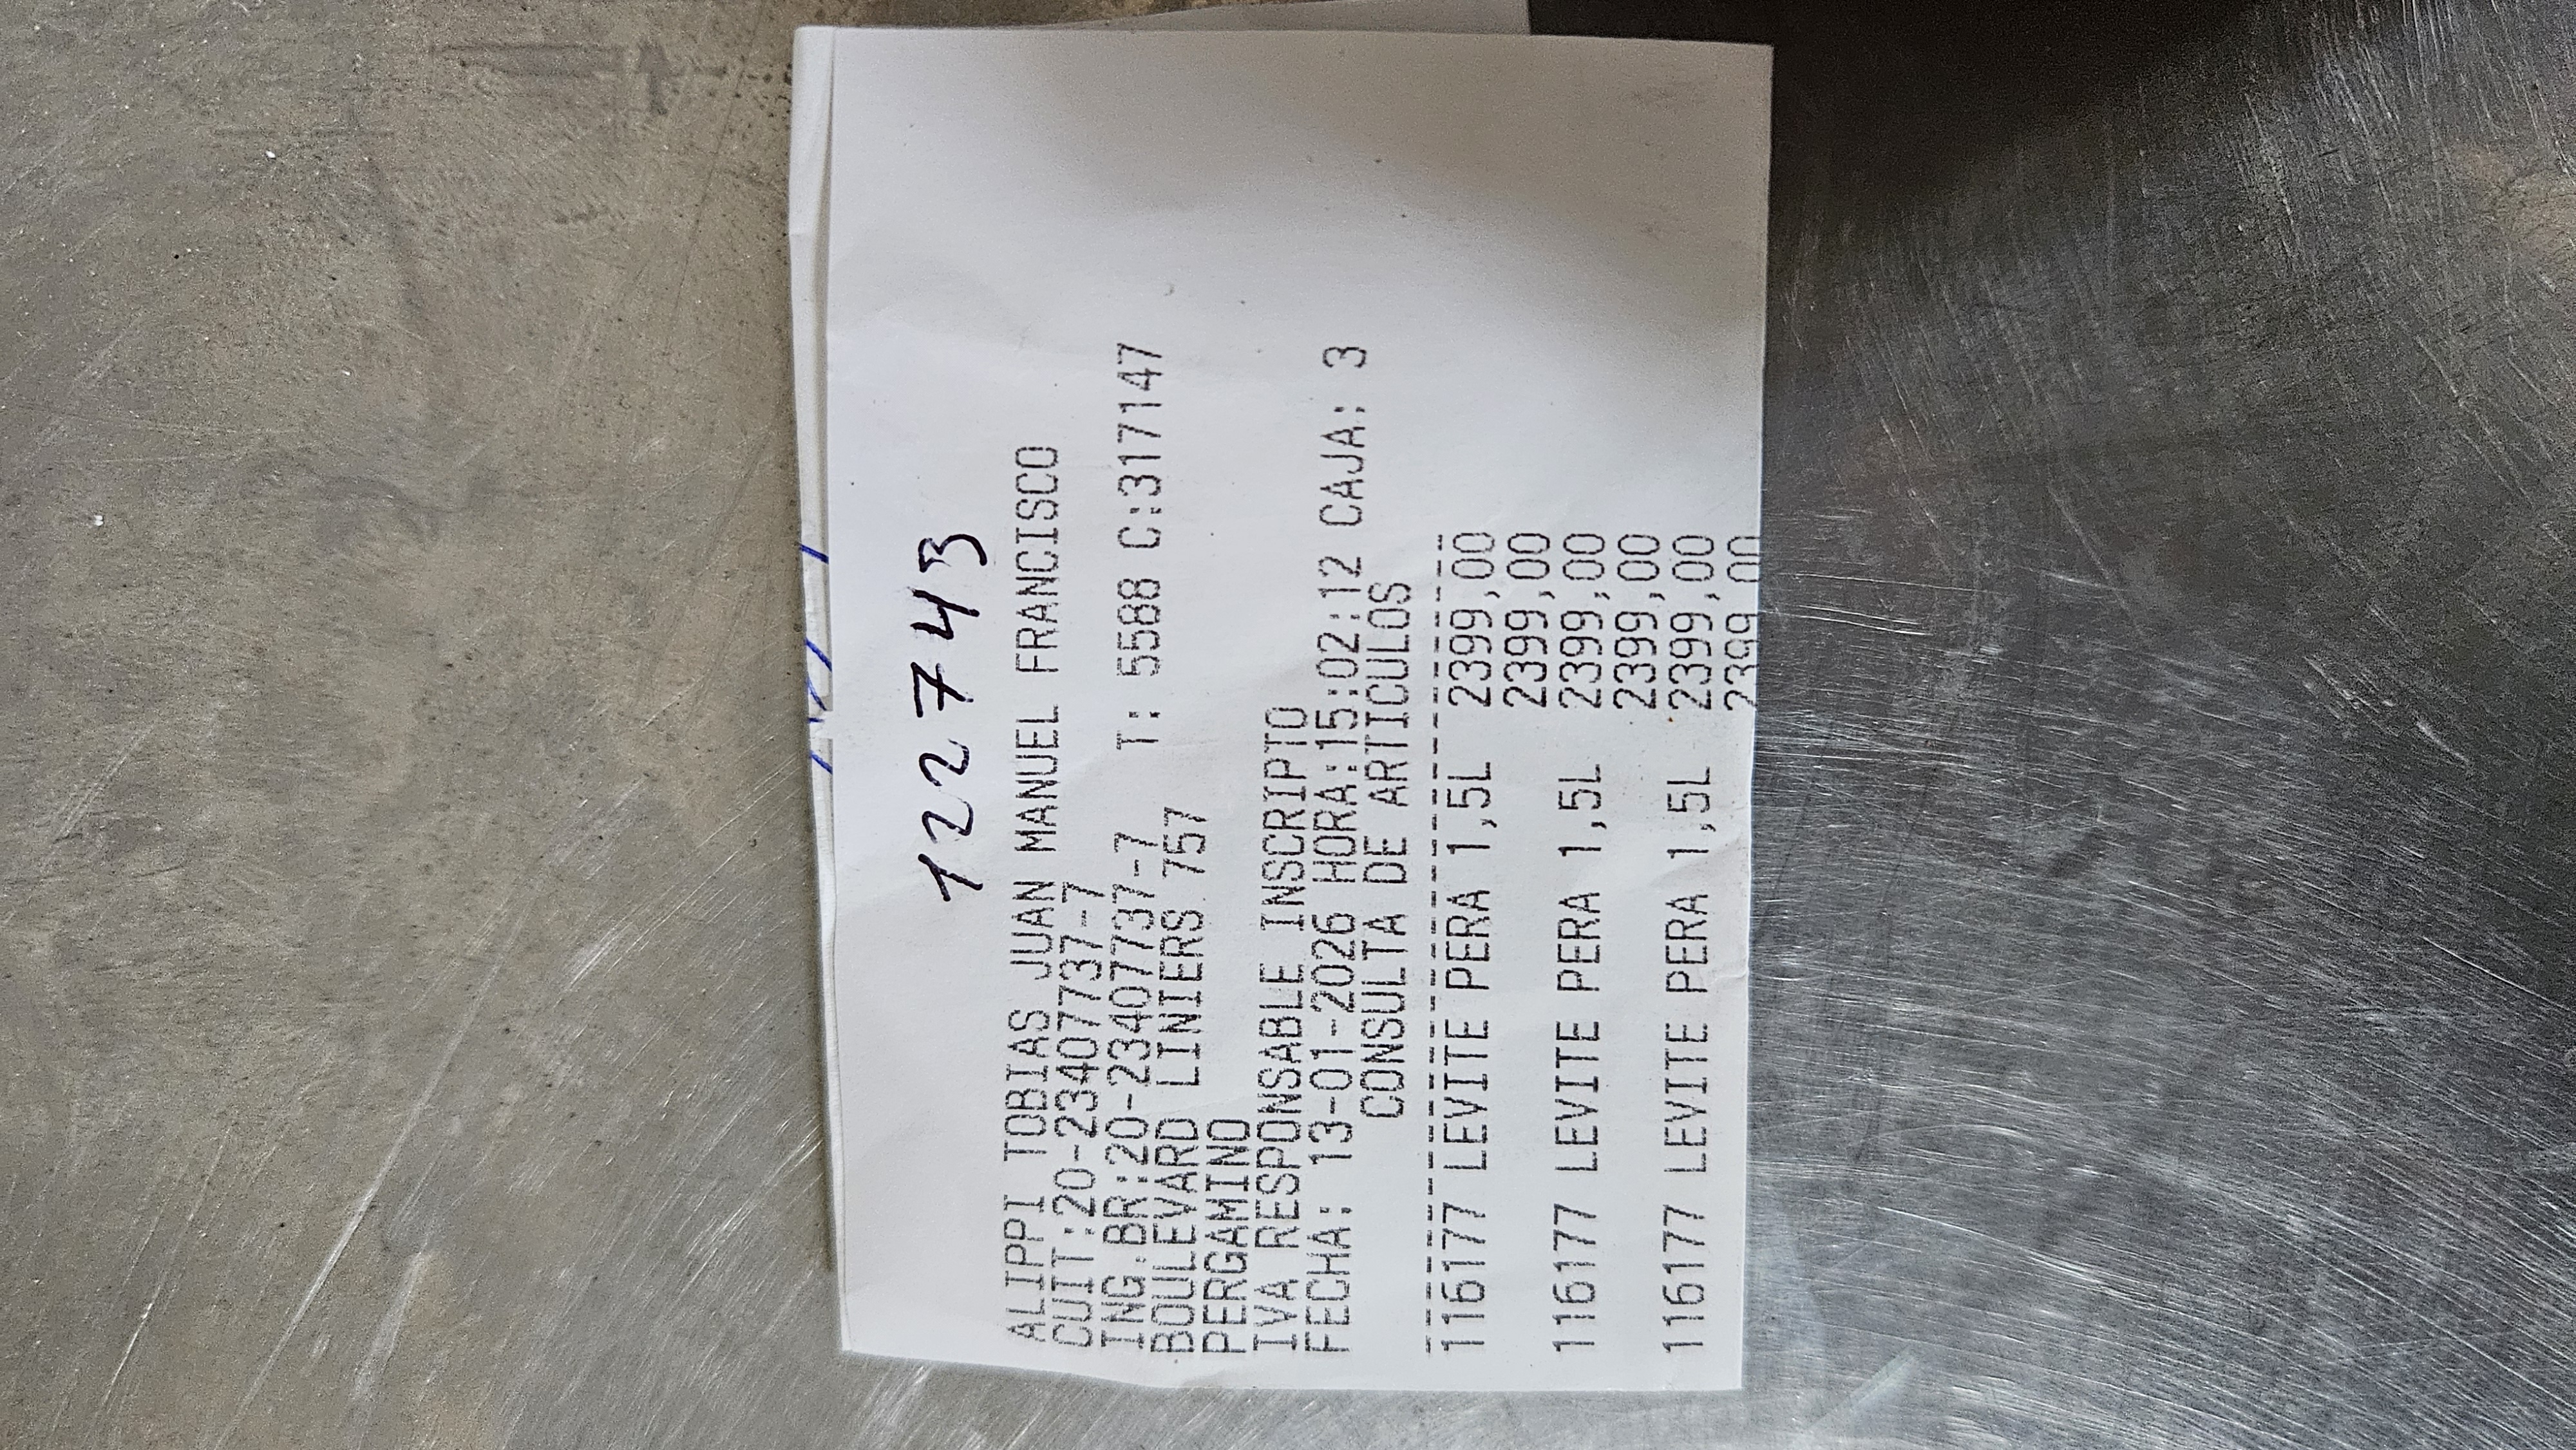 122743
ALIPPI TOBIAS JUAN MANUEL FRANCISCO
CUIT:20-23407737-7
ING.BR:20-23407737-7 T: 5588 C:317147
BOULEVARD LINIERS 757
PERGAMINO
IVA RESPONSABLE INSCRIPTO
FECHA: 13-01-2026 HORA:15:02:12 CAJA: 3
CONSULTA DE ARTICULOS
116177 LEVITE PERA 1,5L 2399,00
2399,00
116177 LEVITE PERA 1,5L 2399,00
2399,00
116177 LEVITE PERA 1,5L 2399,00
2399,00